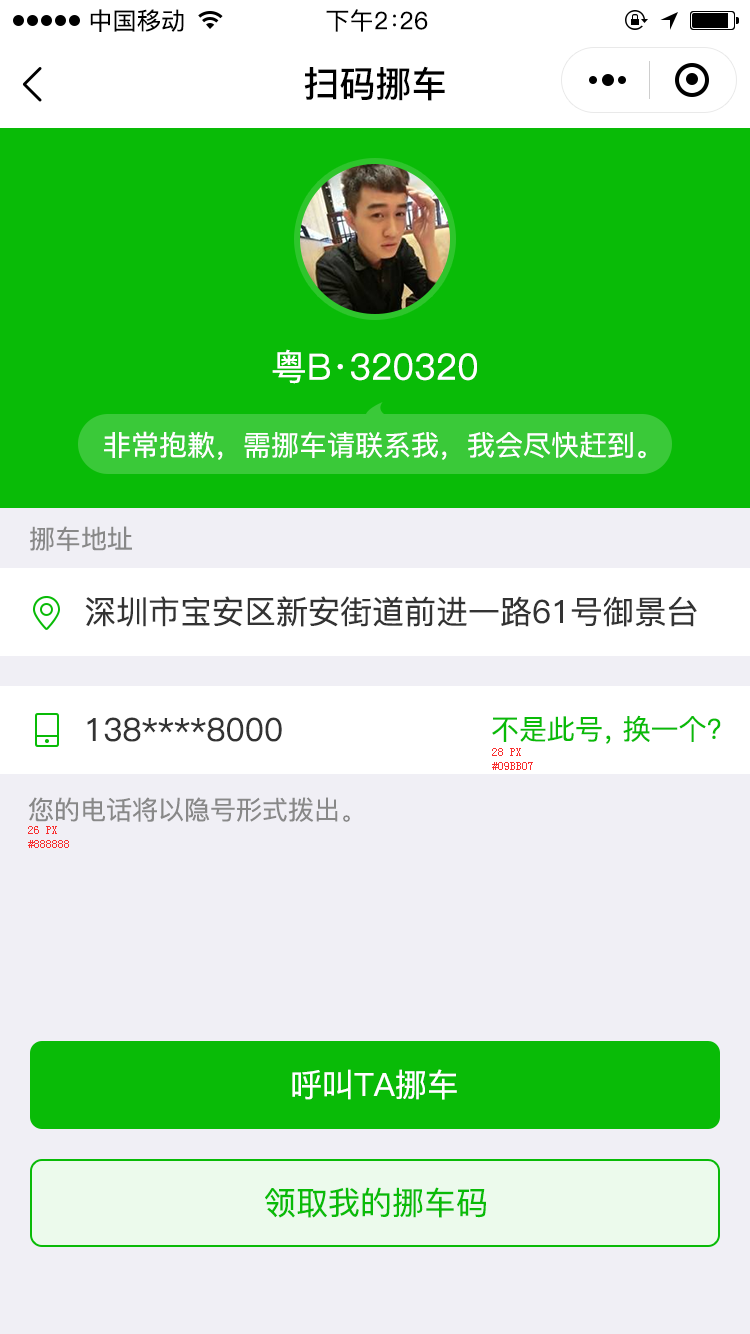 中国移动 下午2:26
扫码挪车
粤B·320320
非常抱歉，需挪车请联系我，我会尽快赶到。
挪车地址
深圳市宝安区新安街道前进一路61号御景台
138****8000 不是此号, 换一个?
28 PX
#09BB07
您的电话将以隐号形式拨出。
26 PX
#888888
呼叫TA挪车
领取我的挪车码